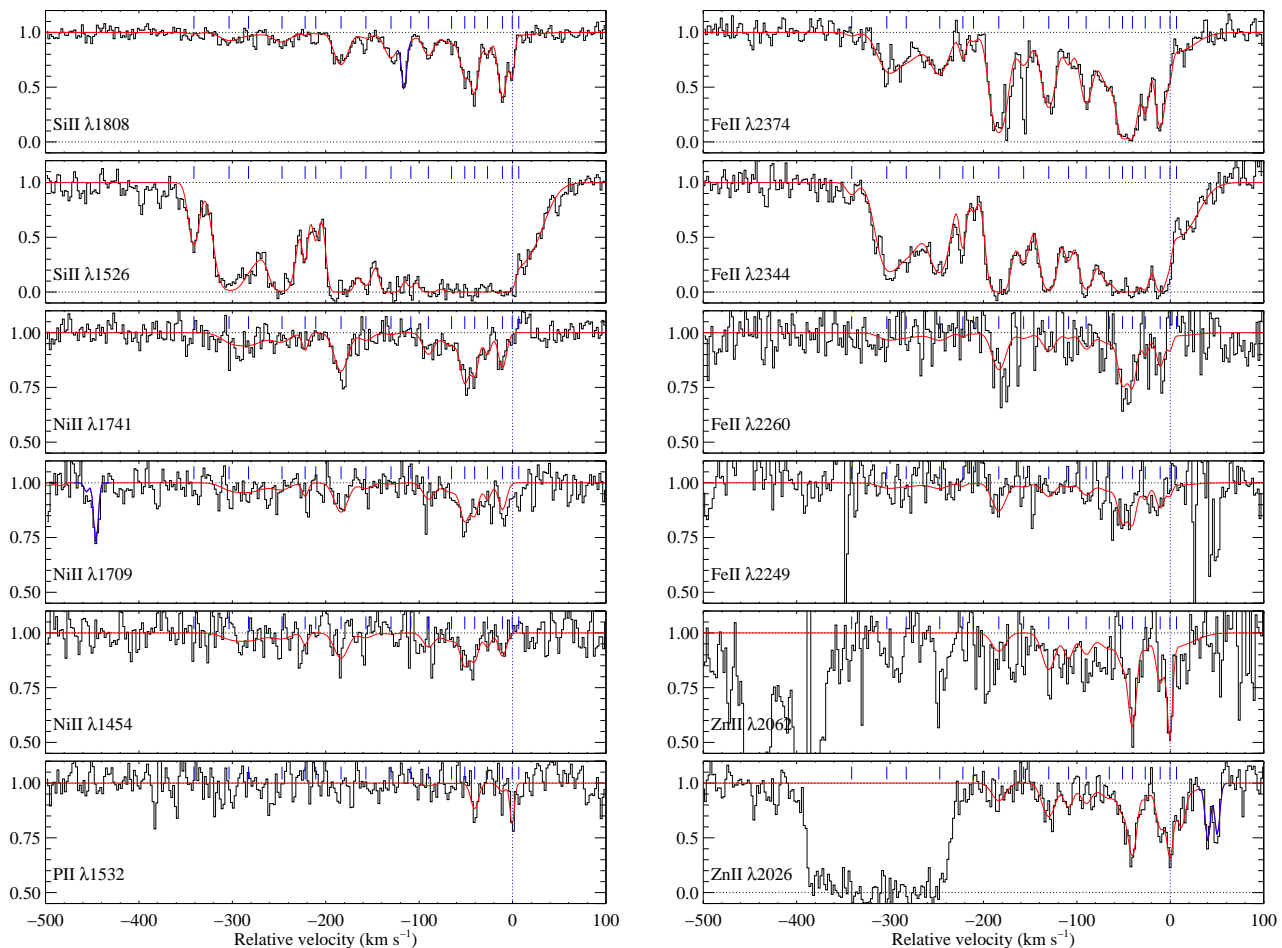 1.0
0.5
0.0
SiII λ1808
1.0
0.5
0.0
SiII λ1526
1.00
0.75
0.50
NiII λ1741
1.00
0.75
0.50
NiII λ1709
1.00
0.75
0.50
NiII λ1454
1.00
0.75
0.50
PII λ1532
−500 −400 −300 −200 −100 0 100
Relative velocity (km s⁻¹)
1.0
0.5
0.0
FeII λ2374
1.0
0.5
0.0
FeII λ2344
1.00
0.75
0.50
FeII λ2260
1.00
0.75
0.50
FeII λ2249
1.00
0.75
0.50
ZnII λ2062
1.0
0.5
0.0
ZnII λ2026
−500 −400 −300 −200 −100 0 100
Relative velocity (km s⁻¹)